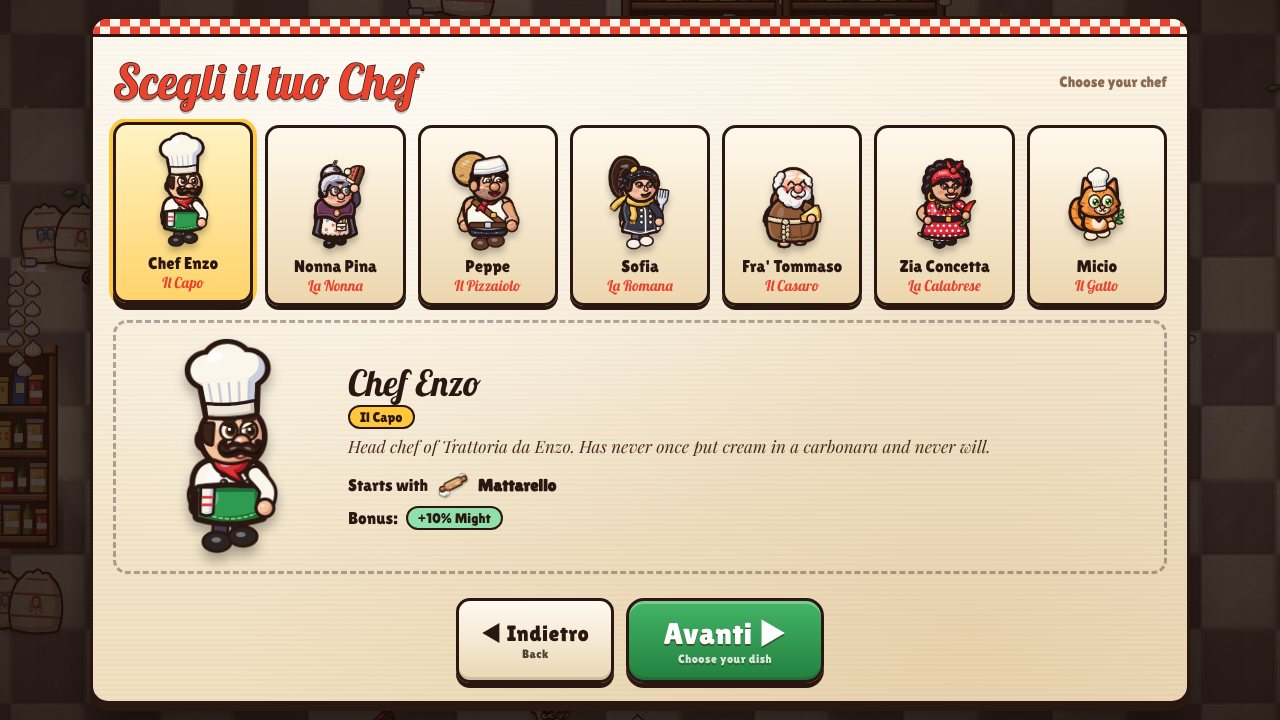 Scegli il tuo Chef
Choose your chef
Chef Enzo
Il Capo
Nonna Pina
La Nonna
Peppe
Il Pizzaiolo
Sofia
La Romana
Fra' Tommaso
Il Casaro
Zia Concetta
La Calabrese
Micio
Il Gatto
Chef Enzo
Il Capo
Head chef of Trattoria da Enzo. Has never once put cream in a carbonara and never will.
Starts with Mattarello
Bonus: +10% Might
◀ Indietro
Back
Avanti ▶
Choose your dish